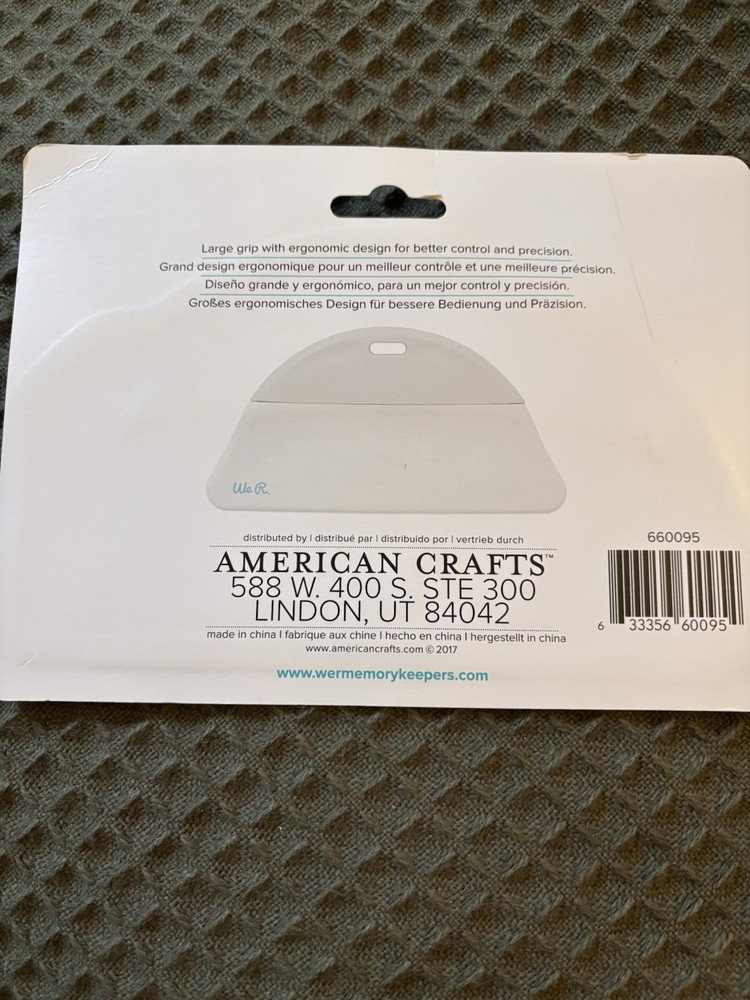 Large grip with ergonomic design for better control and precision.
Grand design ergonomique pour un meilleur contrôle et une meilleure précision.
Diseño grande y ergonómico, para un mejor control y precisión.
Großes ergonomisches Design für bessere Bedienung und Präzision.
We R.
distributed by | distribué par | distribuido por | vertrieb durch
AMERICAN CRAFTS™
588 W. 400 S. STE 300
LINDON, UT 84042
made in china | fabrique aux chine | hecho en china | hergestellt in china
www.americancrafts.com © 2017
www.wermemorykeepers.com
660095
6 33356 60095